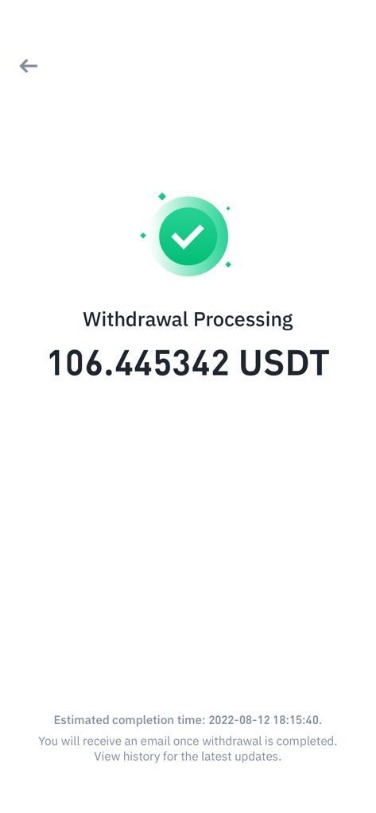 Withdrawal Processing
106.445342 USDT
Estimated completion time: 2022-08-12 18:15:40.
You will receive an email once withdrawal is completed.
View history for the latest updates.